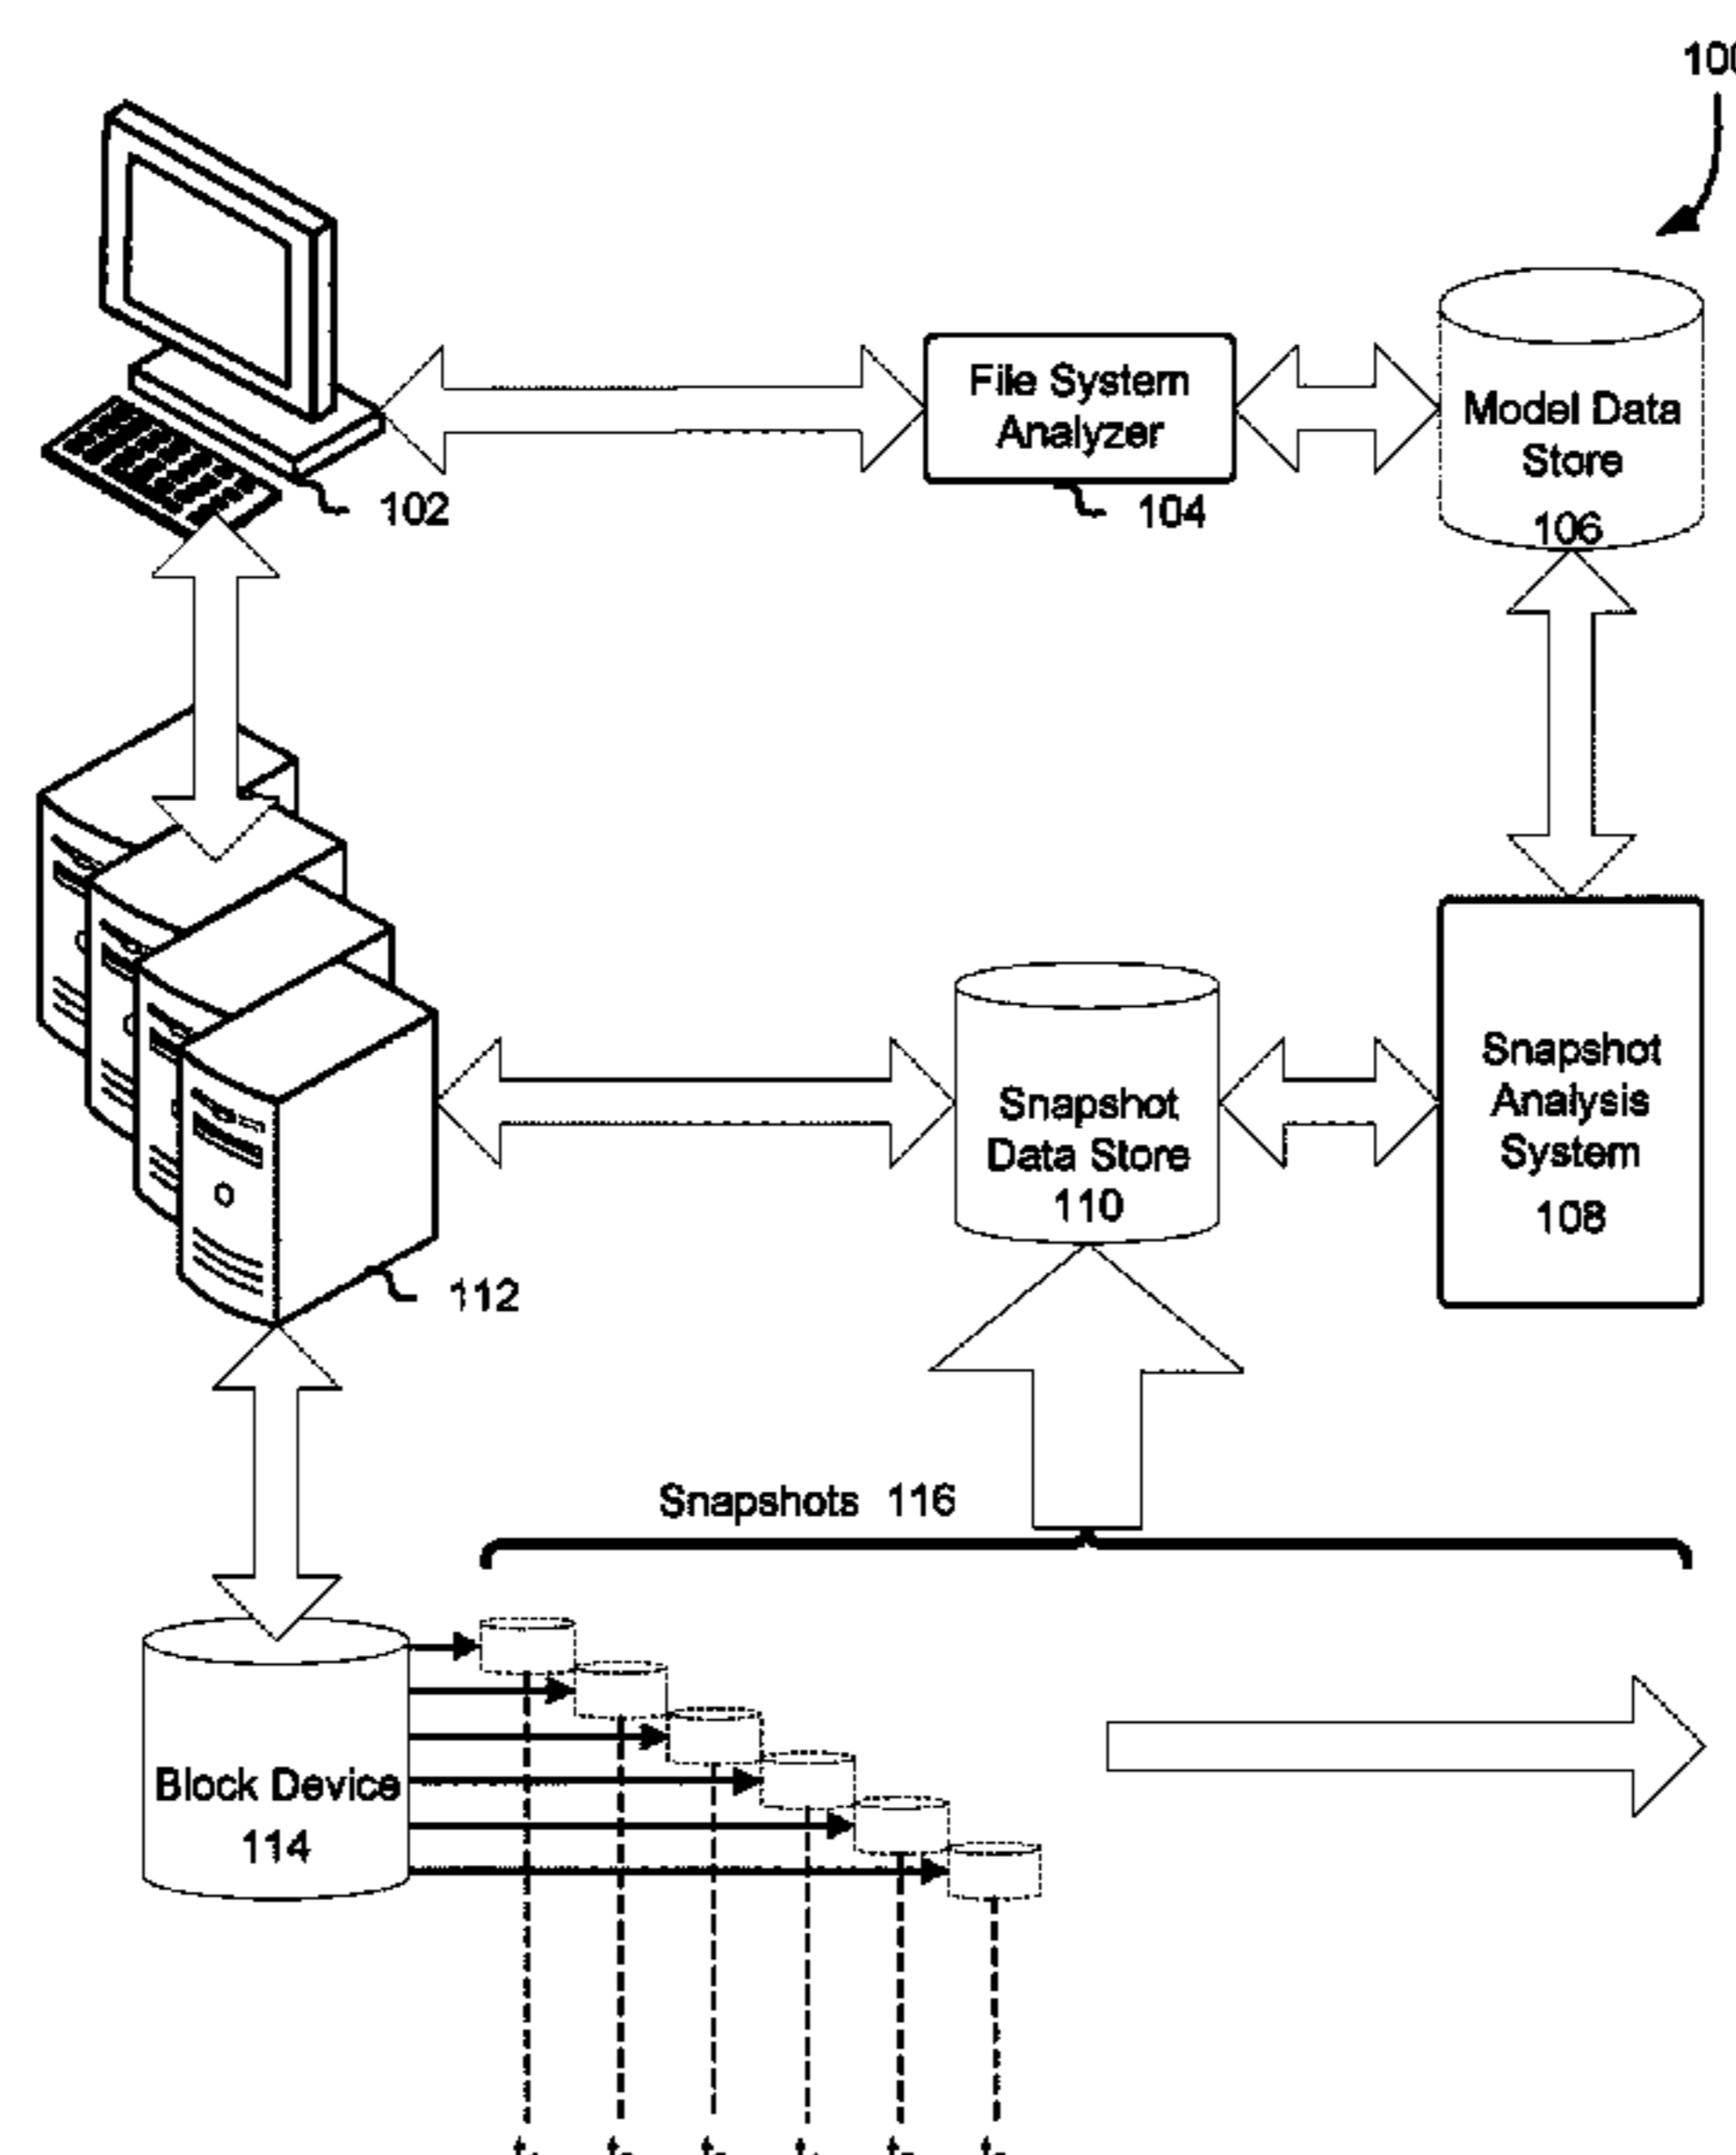 File System
Analyzer
Model Data
Store
106
102
104
Snapshot
Data Store
110
Snapshot
Analysis
System
108
112
Snapshots 116
Block Device
114